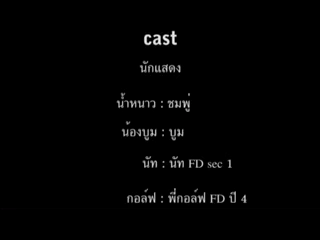 cast
นักแสดง
น้ำหนาว : ชมพู่
น้องบูม : บูม
นัท : นัท FD sec 1
กอล์ฟ : พี่กอล์ฟ FD ปี 4